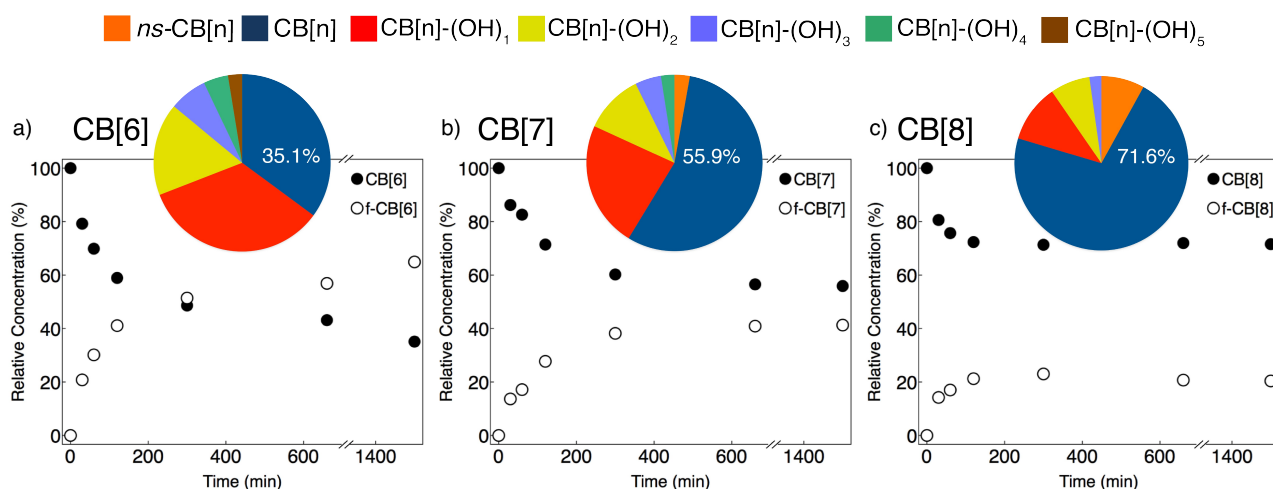 ns-CB[n] CB[n] CB[n]-(OH)1 CB[n]-(OH)2 CB[n]-(OH)3 CB[n]-(OH)4 CB[n]-(OH)5
a) CB[6]
35.1%
CB[6]
f-CB[6]
Relative Concentration (%)
100
80
60
40
20
0
0 200 400 600 1400
Time (min)
b) CB[7]
55.9%
CB[7]
f-CB[7]
Relative Concentration (%)
100
80
60
40
20
0
0 200 400 600 1400
Time (min)
c) CB[8]
71.6%
CB[8]
f-CB[8]
Relative Concentration (%)
100
80
60
40
20
0
0 200 400 600 1400
Time (min)